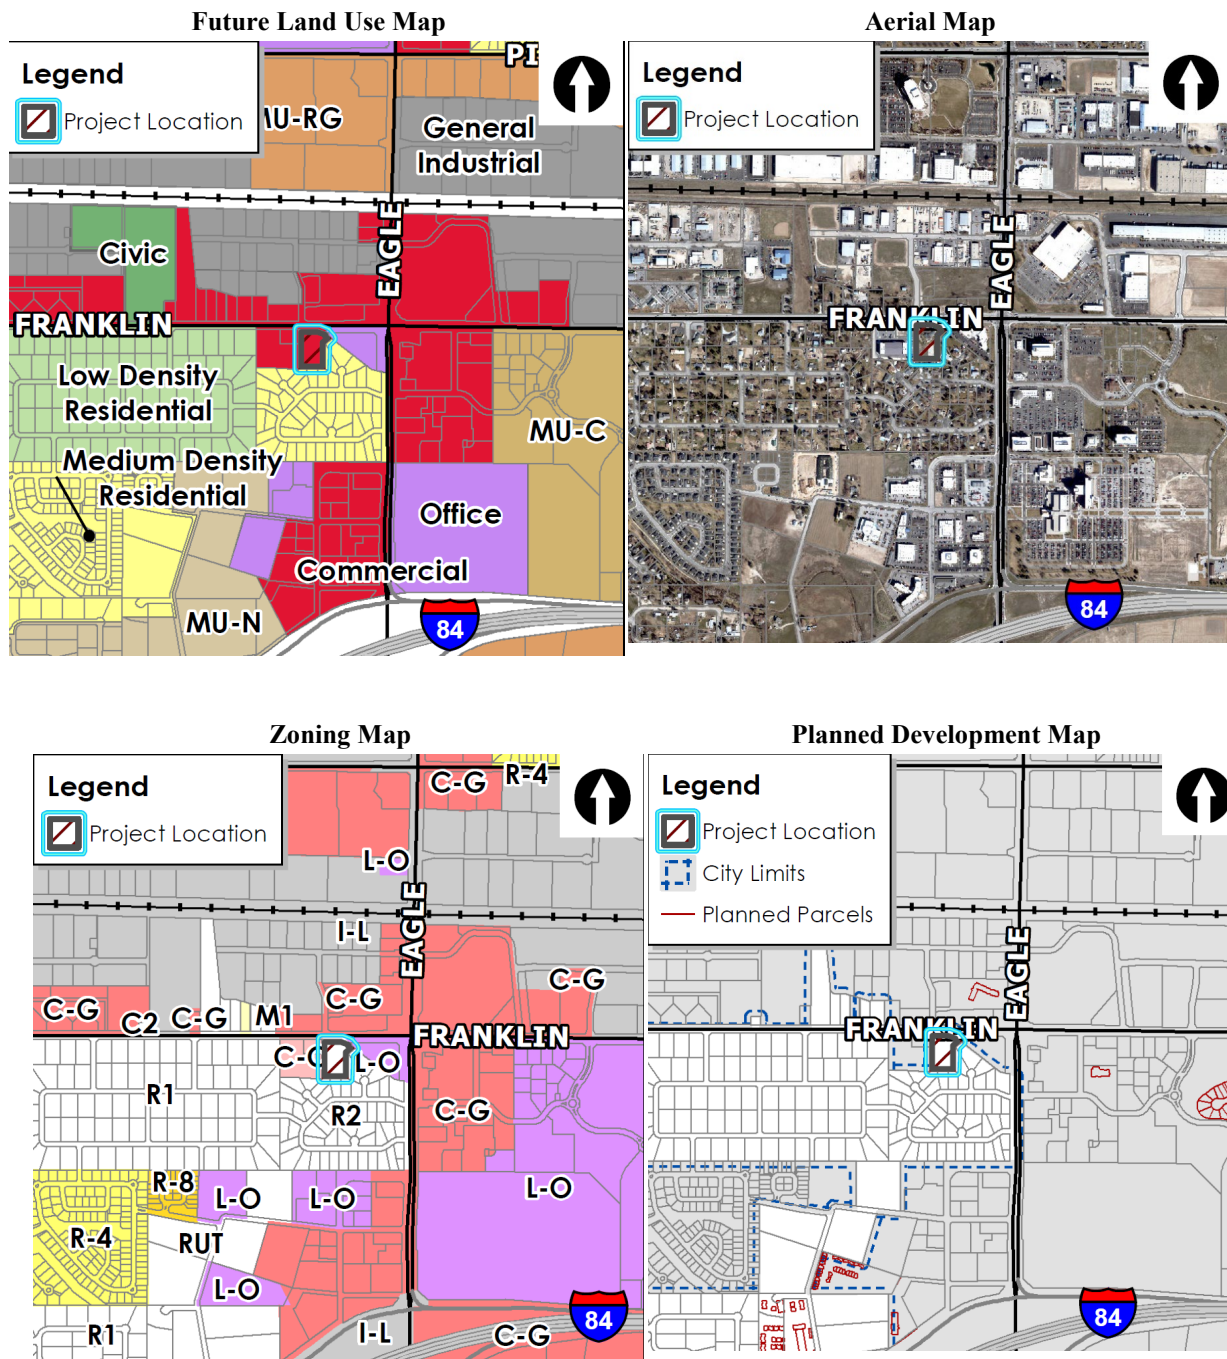 Future Land Use Map
Aerial Map
Legend
Project Location
MU-RG
PI
General
Industrial
EAGLE
Civic
FRANKLIN
Low Density
Residential
Medium Density
Residential
MU-C
Office
Commercial
MU-N
84
Legend
Project Location
EAGLE
FRANKLIN
84
Zoning Map
Planned Development Map
Legend
Project Location
C-G
R-4
L-O
EAGLE
I-L
C-G
C-G
C-G
C2
C-G
M1
FRANKLIN
L-O
R1
R2
C-G
R-8
L-O
L-O
L-O
R-4
RUT
L-O
R1
I-L
C-G
84
Legend
Project Location
City Limits
Planned Parcels
EAGLE
FRANKLIN
84